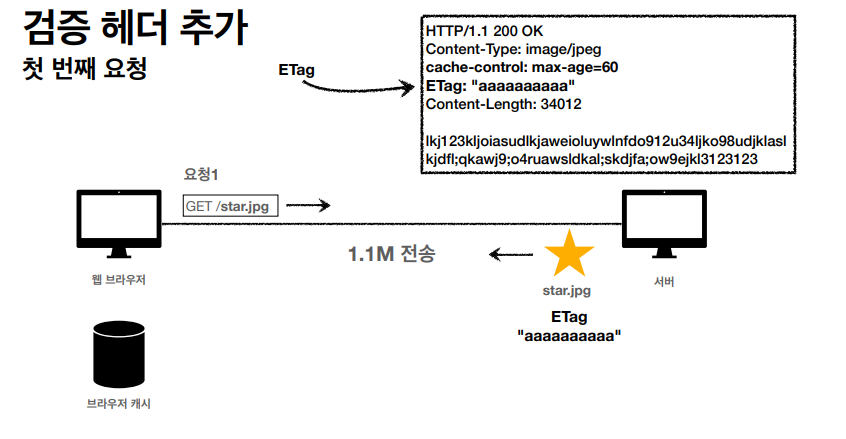 검증 헤더 추가
첫 번째 요청
ETag
HTTP/1.1 200 OK
Content-Type: image/jpeg
cache-control: max-age=60
ETag: "aaaaaaaaaa"
Content-Length: 34012
lkj123kljoiasudlkjaweioluywlnfdo912u34ljko98udjklasl
kjdfl;qkawj9;o4ruawsldkal;skdjfa;ow9ejkl3123123
요청1
GET /star.jpg
1.1M 전송
웹 브라우저
star.jpg
서버
ETag
"aaaaaaaaaa"
브라우저 캐시